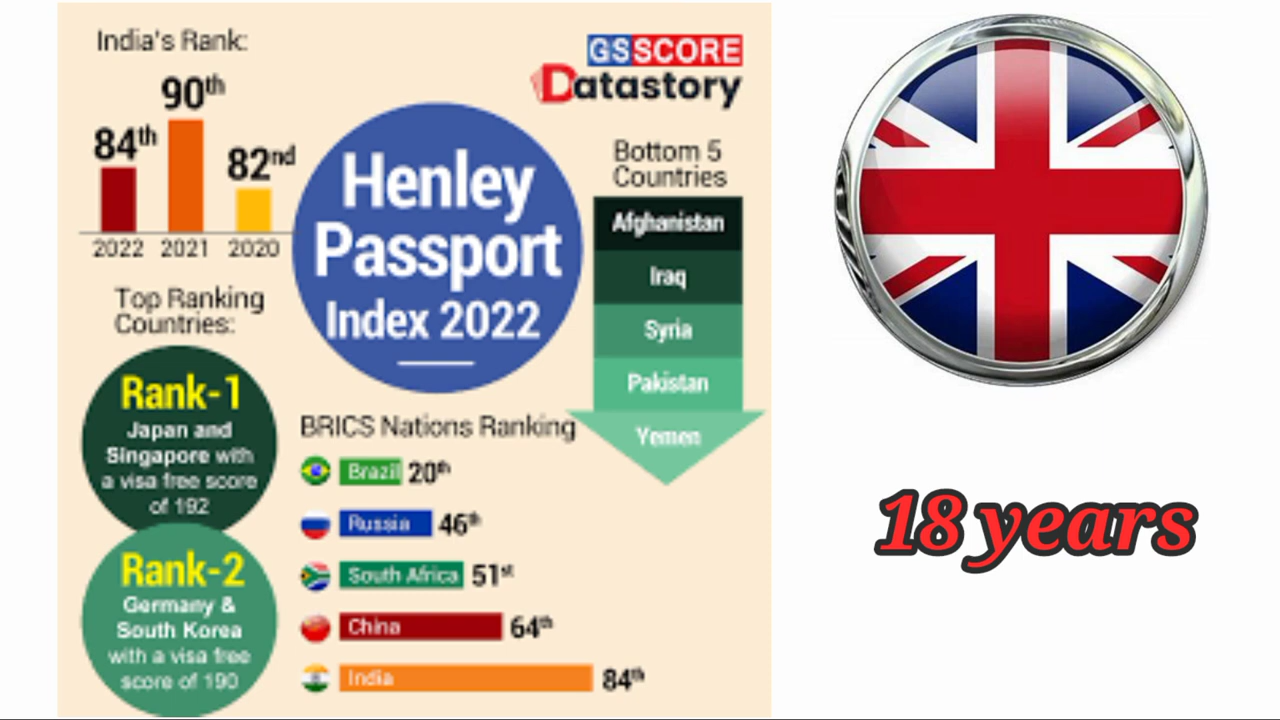 India's Rank:
84th
90th
82nd
2022
2021
2020
GSSCORE
Datastory
Henley
Passport
Index 2022
Top Ranking
Countries:
Rank-1
Japan and
Singapore with
a visa free score
of 192
Rank-2
Germany &
South Korea
with a visa free
score of 190
Bottom 5
Countries
Afghanistan
Iraq
Syria
Pakistan
Yemen
BRICS Nations Ranking
Brazil 20th
Russia 46th
South Africa 51st
China 64th
India 84th
18 years